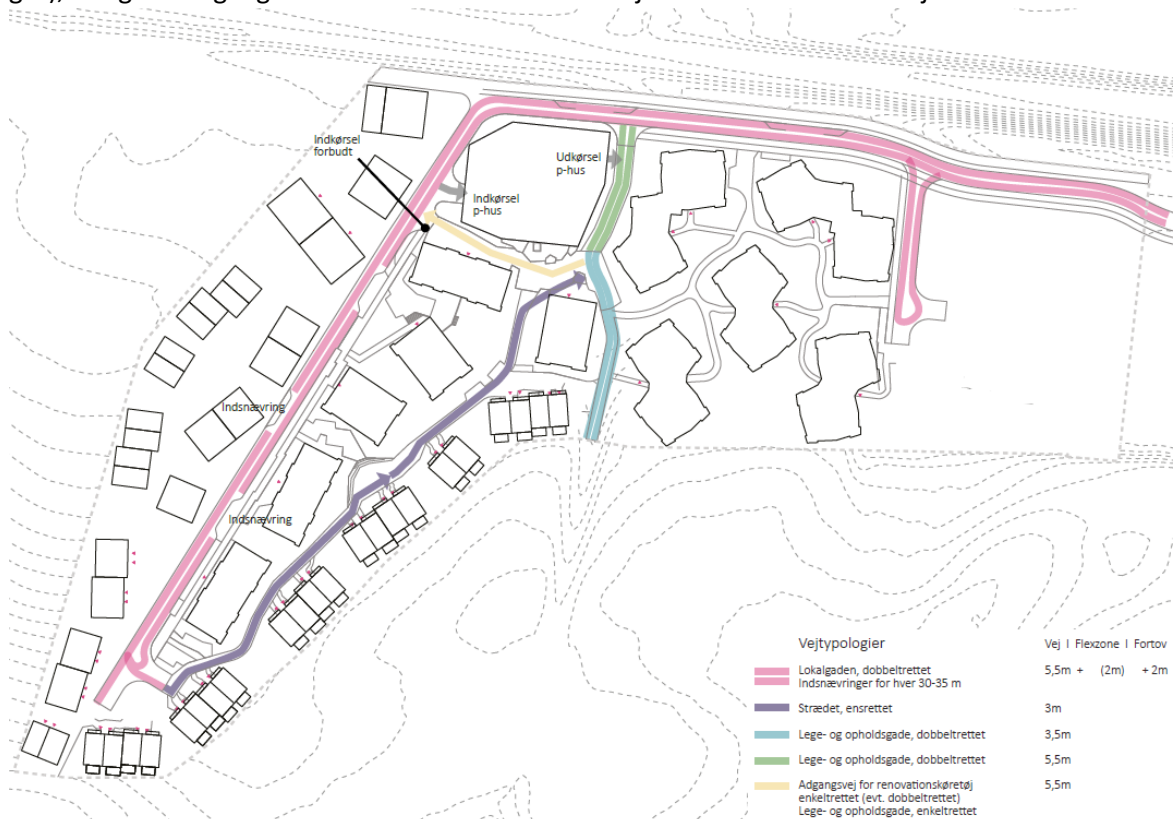 Indkørsel
forbudt
Udkørsel
p-hus
Indkørsel
p-hus
Indsnævring
Indsnævring
Vejtypologier Vej I Flexzone I Fortov
Lokalgaden, dobbeltrettet 5,5m + (2m) + 2m
Indsnævringer for hver 30-35 m
Strædet, ensrettet 3m
Lege- og opholdsgade, dobbeltrettet 3,5m
Lege- og opholdsgade, dobbeltrettet 5,5m
Adgangsvej for renovationskøretøj 5,5m
enkeltrettet (evt. dobbeltrettet)
Lege- og opholdsgade, enkeltrettet